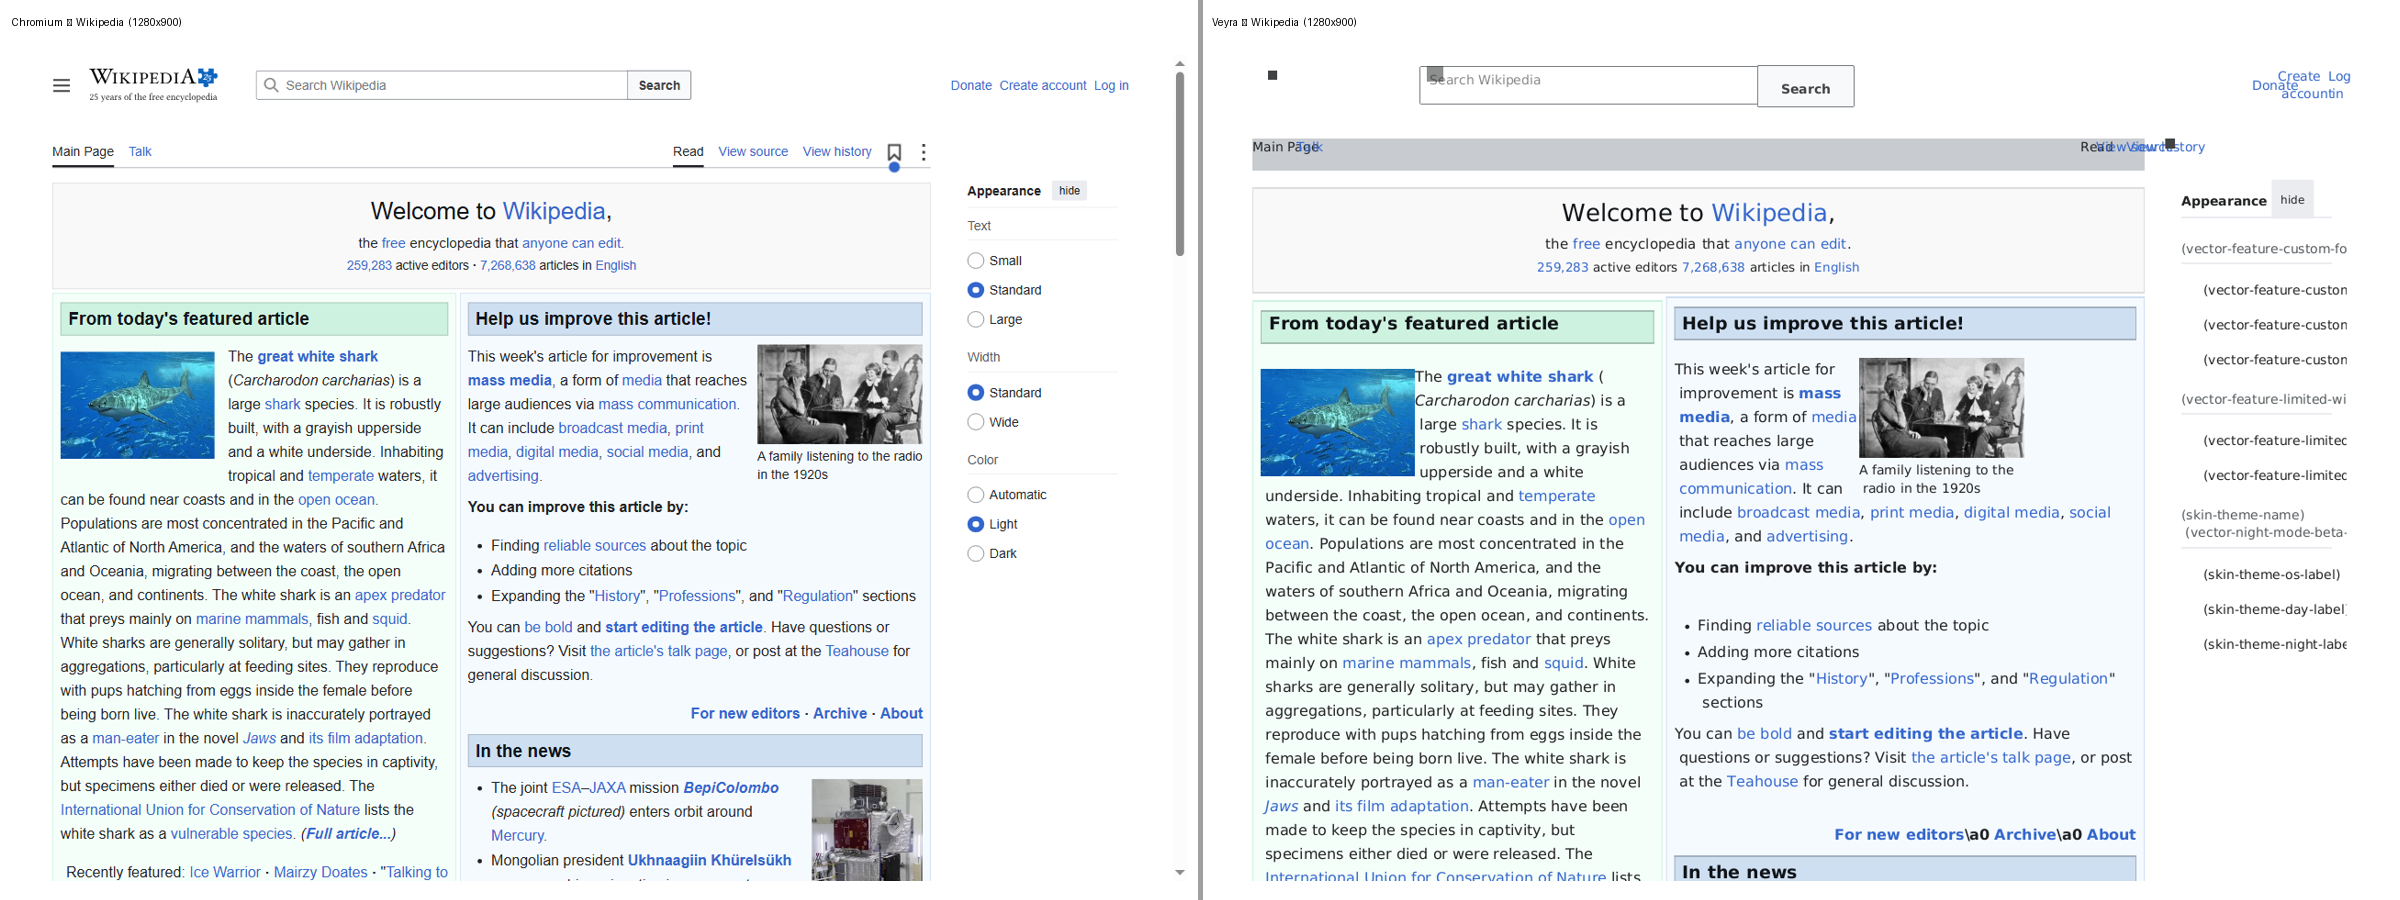 Chromium ▯ Wikipedia (1280x900)
WIKIPEDIA 25
25 years of the free encyclopedia
Search Wikipedia
Search
Donate Create account Log in
Main Page Talk
Read View source View history
Welcome to Wikipedia,
the free encyclopedia that anyone can edit.
259,283 active editors · 7,268,638 articles in English
From today's featured article
The great white shark
(Carcharodon carcharias) is a
large shark species. It is robustly
built, with a grayish upperside
and a white underside. Inhabiting
tropical and temperate waters, it
can be found near coasts and in the open ocean.
Populations are most concentrated in the Pacific and
Atlantic of North America, and the waters of southern Africa
and Oceania, migrating between the coast, the open
ocean, and continents. The white shark is an apex predator
that preys mainly on marine mammals, fish and squid.
White sharks are generally solitary, but may gather in
aggregations, particularly at feeding sites. They reproduce
with pups hatching from eggs inside the female before
being born live. The white shark is inaccurately portrayed
as a man-eater in the novel Jaws and its film adaptation.
Attempts have been made to keep the species in captivity,
but specimens either died or were released. The
International Union for Conservation of Nature lists the
white shark as a vulnerable species. (Full article...)
Recently featured: Ice Warrior · Mairzy Doates · "Talking to
Help us improve this article!
This week's article for improvement is
mass media, a form of media that reaches
large audiences via mass communication.
It can include broadcast media, print
media, digital media, social media, and
advertising.
A family listening to the radio
in the 1920s
You can improve this article by:
• Finding reliable sources about the topic
• Adding more citations
• Expanding the "History", "Professions", and "Regulation" sections
You can be bold and start editing the article. Have questions or
suggestions? Visit the article's talk page, or post at the Teahouse for
general discussion.
For new editors · Archive · About
In the news
• The joint ESA–JAXA mission BepiColombo
(spacecraft pictured) enters orbit around
Mercury.
• Mongolian president Ukhnaagiin Khürelsükh
Appearance hide
Text
Small
Standard
Large
Width
Standard
Wide
Color
Automatic
Light
Dark
Veyra ▯ Wikipedia (1280x900)
Search Wikipedia
Search
Donate
Create Log
accountin
Main Page Talk
Read View source View history
Welcome to Wikipedia,
the free encyclopedia that anyone can edit.
259,283 active editors 7,268,638 articles in English
From today's featured article
The great white shark (
Carcharodon carcharias) is a
large shark species. It is
robustly built, with a grayish
upperside and a white
underside. Inhabiting tropical and temperate
waters, it can be found near coasts and in the open
ocean. Populations are most concentrated in the
Pacific and Atlantic of North America, and the
waters of southern Africa and Oceania, migrating
between the coast, the open ocean, and continents.
The white shark is an apex predator that preys
mainly on marine mammals, fish and squid. White
sharks are generally solitary, but may gather in
aggregations, particularly at feeding sites. They
reproduce with pups hatching from eggs inside the
female before being born live. The white shark is
inaccurately portrayed as a man-eater in the novel
Jaws and its film adaptation. Attempts have been
made to keep the species in captivity, but
specimens either died or were released. The
International Union for Conservation of Nature lists
Help us improve this article!
This week's article for
improvement is mass
media, a form of media
that reaches large
audiences via mass
communication. It can
include broadcast media, print media, digital media, social
media, and advertising.
A family listening to the
radio in the 1920s
You can improve this article by:
• Finding reliable sources about the topic
• Adding more citations
• Expanding the "History", "Professions", and "Regulation"
sections
You can be bold and start editing the article. Have
questions or suggestions? Visit the article's talk page, or post
at the Teahouse for general discussion.
For new editors\a0 Archive\a0 About
In the news
Appearance hide
(vector-feature-custom-fo
(vector-feature-custon
(vector-feature-custon
(vector-feature-custon
(vector-feature-limited-wi
(vector-feature-limited
(vector-feature-limited
(skin-theme-name)
(vector-night-mode-beta-
(skin-theme-os-label)
(skin-theme-day-label)
(skin-theme-night-labe